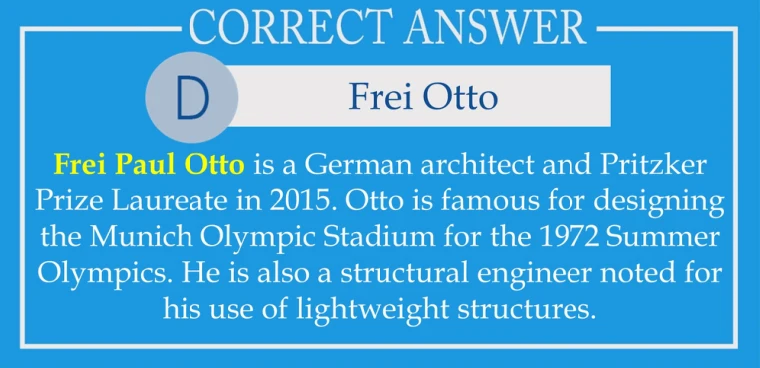 CORRECT ANSWER
D
Frei Otto
Frei Paul Otto is a German architect and Pritzker
Prize Laureate in 2015. Otto is famous for designing
the Munich Olympic Stadium for the 1972 Summer
Olympics. He is also a structural engineer noted for
his use of lightweight structures.